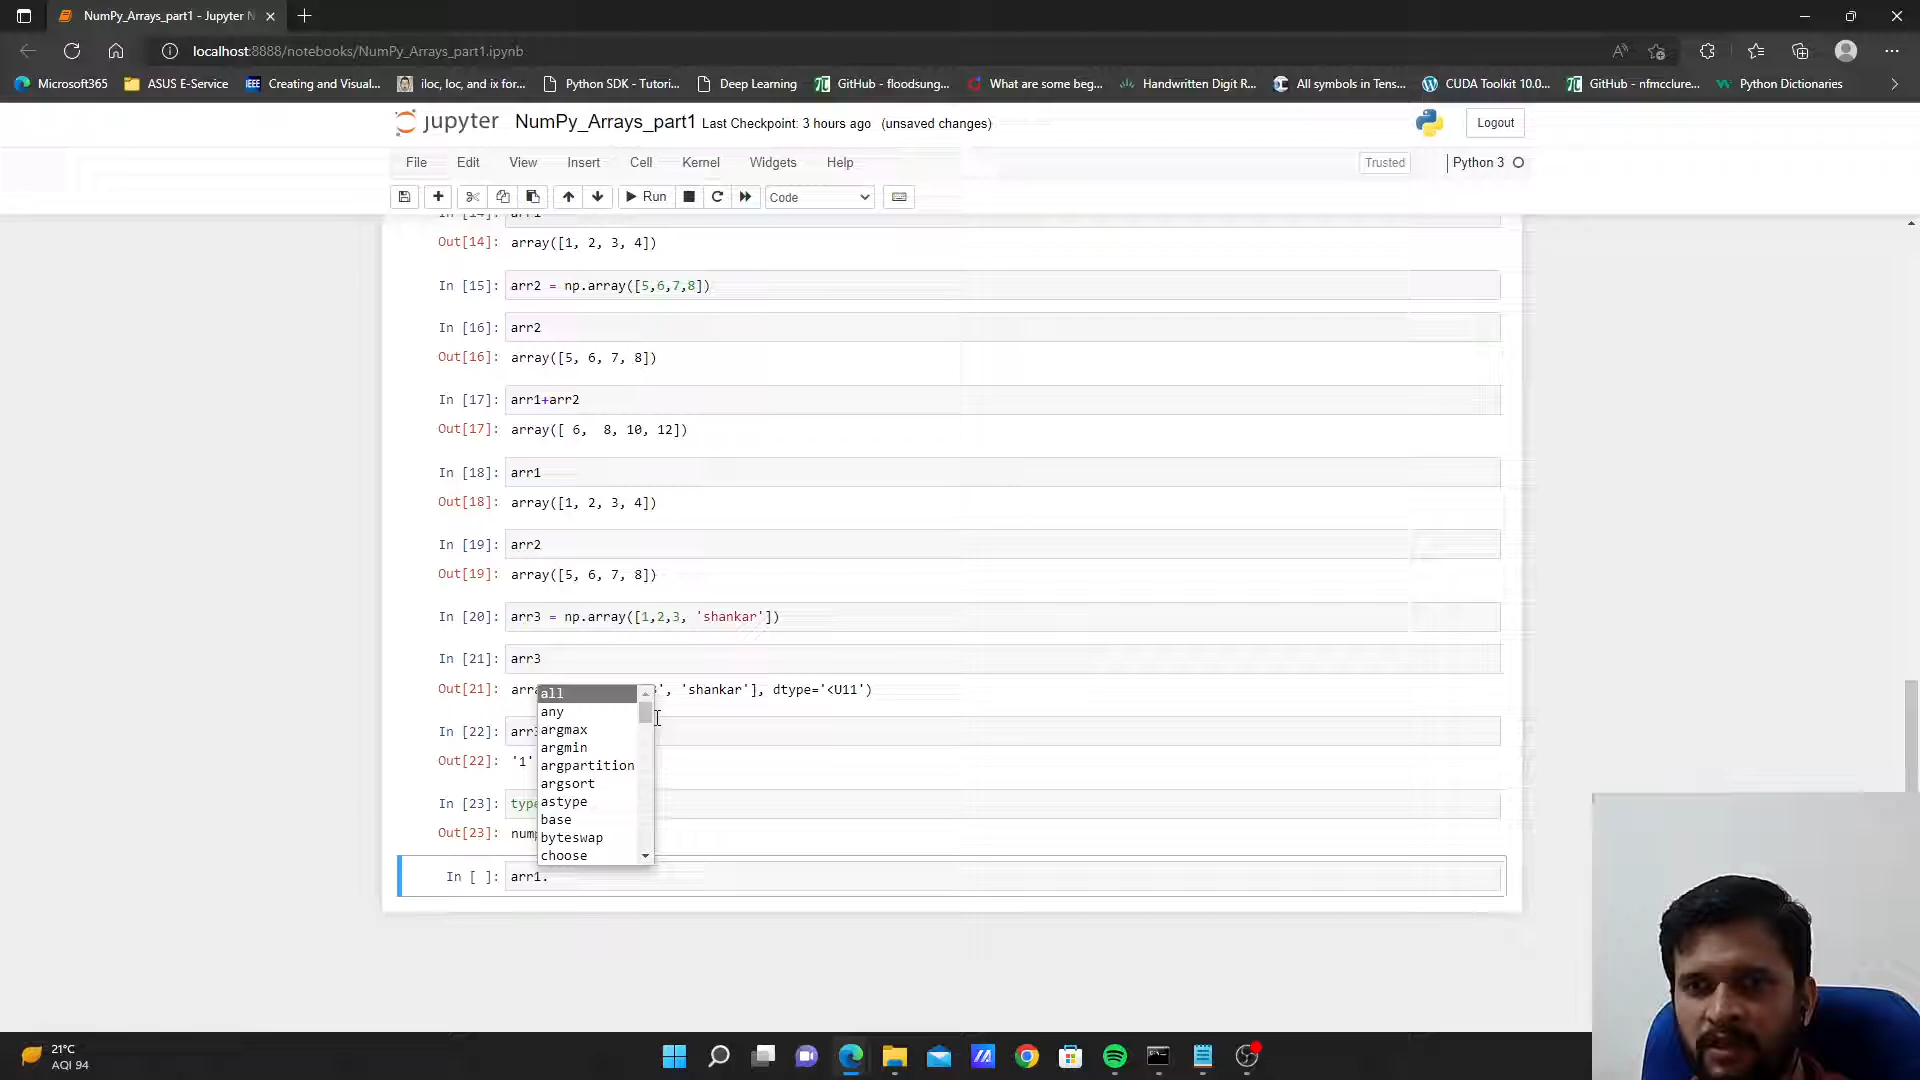 NumPy_Arrays_part1 - Jupyter N
localhost:8888/notebooks/NumPy_Arrays_part1.ipynb
Microsoft365 ASUS E-Service Creating and Visual... iloc, loc, and ix for... Python SDK - Tutori... Deep Learning GitHub - floodsung... What are some beg... Handwritten Digit R... All symbols in Tens... CUDA Toolkit 10.0... GitHub - nfmcclure... Python Dictionaries
jupyter NumPy_Arrays_part1 Last Checkpoint: 3 hours ago (unsaved changes) Logout
File Edit View Insert Cell Kernel Widgets Help Trusted Python 3
Run Code
In [14]: arr1
Out[14]: array([1, 2, 3, 4])
In [15]: arr2 = np.array([5,6,7,8])
In [16]: arr2
Out[16]: array([5, 6, 7, 8])
In [17]: arr1+arr2
Out[17]: array([ 6,  8, 10, 12])
In [18]: arr1
Out[18]: array([1, 2, 3, 4])
In [19]: arr2
Out[19]: array([5, 6, 7, 8])
In [20]: arr3 = np.array([1,2,3, 'shankar'])
In [21]: arr3
Out[21]: arr ', 'shankar'], dtype='<U11')
In [22]: arr
Out[22]: '1'
In [23]: type
Out[23]: num
all
any
argmax
argmin
argpartition
argsort
astype
base
byteswap
choose
In [ ]: arr1.
21°C
AQI 94